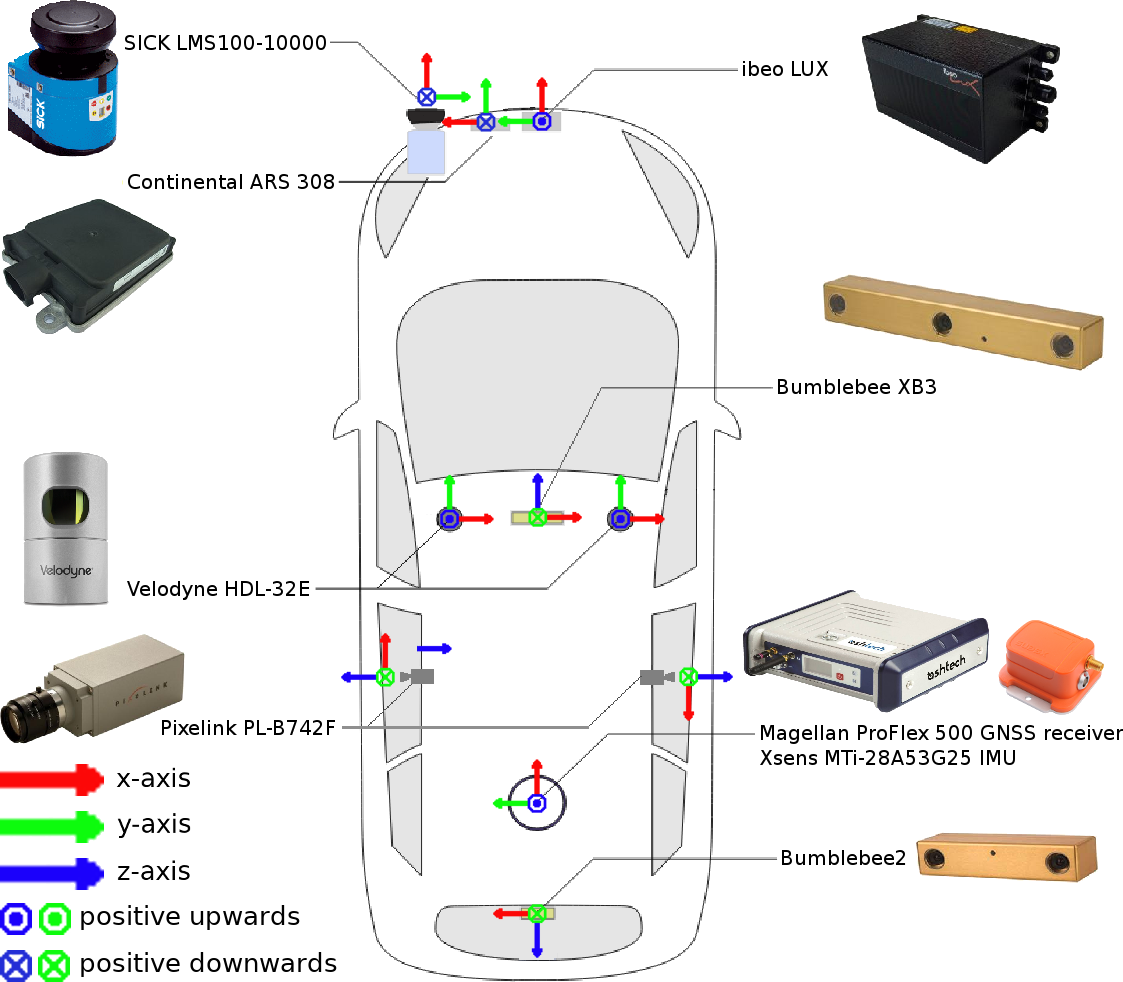 SICK LMS100-10000
SICK
ibeo LUX
ibeo
Continental ARS 308
Bumblebee XB3
Velodyne
Velodyne HDL-32E
PIXELINK
Pixelink PL-B742F
ashtech
ashtech
Magellan ProFlex 500 GNSS receiver
Xsens MTi-28A53G25 IMU
x-axis
y-axis
z-axis
Bumblebee2
positive upwards
positive downwards